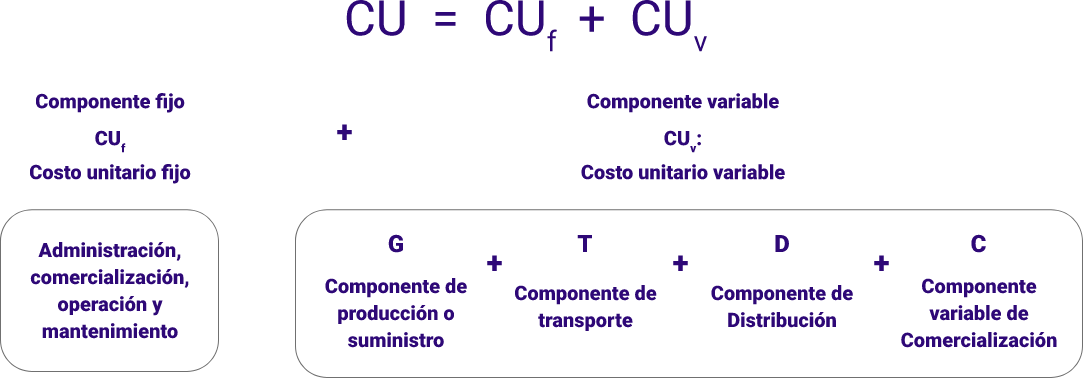 CU = CUf + CUv
Componente fijo
CUf
Costo unitario fijo
+
Componente variable
CUv:
Costo unitario variable
Administración,
comercialización,
operación y
mantenimiento
G
Componente de
producción o
suministro
+
T
Componente de
transporte
+
D
Componente de
Distribución
+
C
Componente
variable de
Comercialización